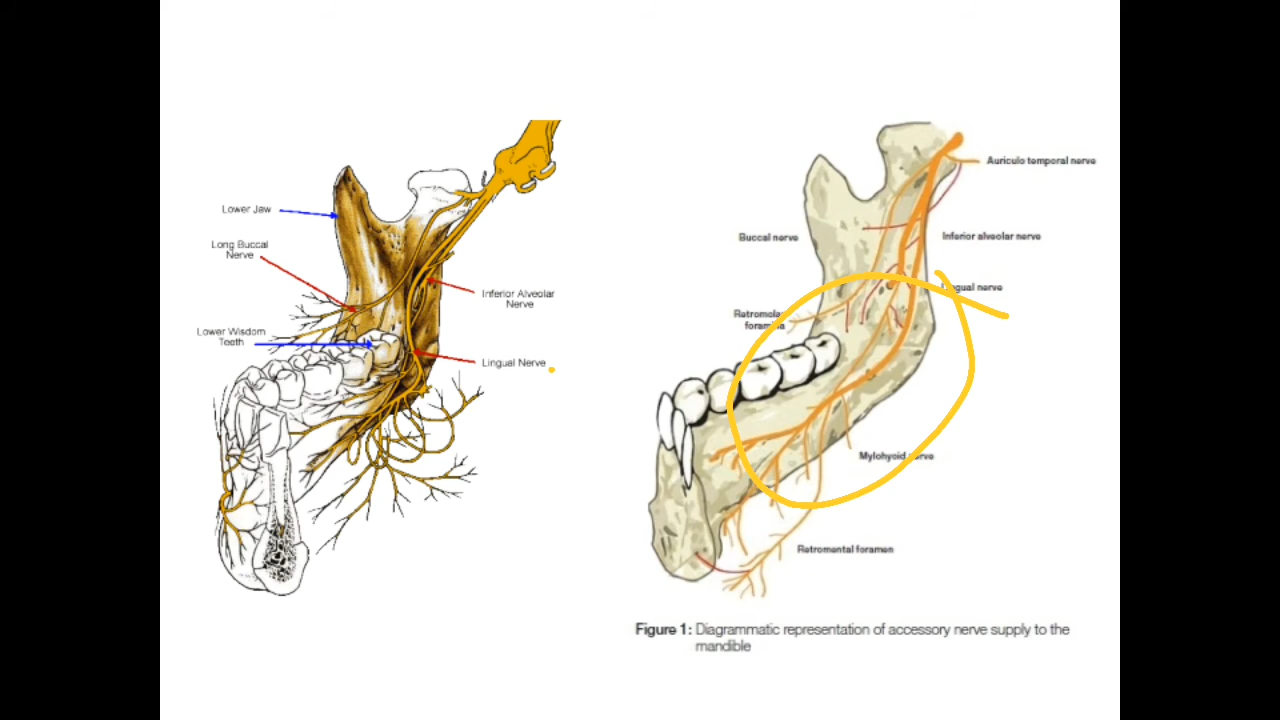 Lower Jaw
Long Buccal
Nerve
Lower Wisdom
Teeth
Inferior Alveolar
Nerve
Lingual Nerve
Auriculo temporal nerve
Buccal nerve
Inferior alveolar nerve
Lingual nerve
Retromolar
foramina
Mylohyoid nerve
Retromental foramen
Figure 1: Diagrammatic representation of accessory nerve supply to the
mandible